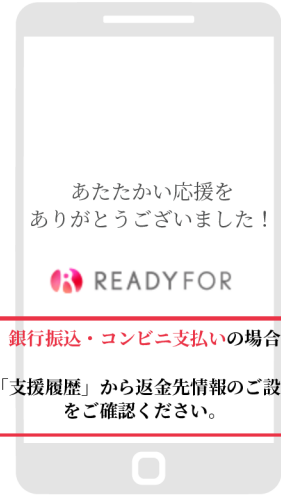 あたたかい応援を
ありがとうございました！
READYFOR
銀行振込・コンビニ支払いの場合
「支援履歴」から返金先情報のご設
をご確認ください。